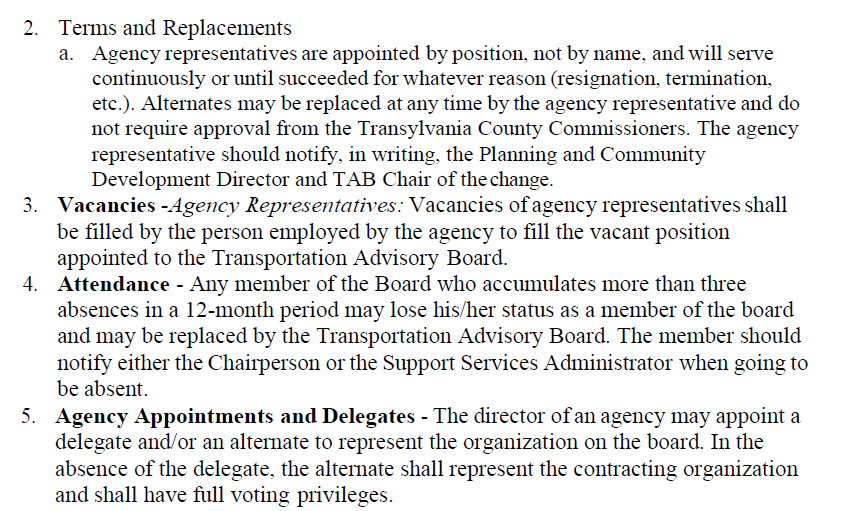 2. Terms and Replacements
a. Agency representatives are appointed by position, not by name, and will serve
continuously or until succeeded for whatever reason (resignation, termination,
etc.). Alternates may be replaced at any time by the agency representative and do
not require approval from the Transylvania County Commissioners. The agency
representative should notify, in writing, the Planning and Community
Development Director and TAB Chair of the change.
3. Vacancies -Agency Representatives: Vacancies of agency representatives shall
be filled by the person employed by the agency to fill the vacant position
appointed to the Transportation Advisory Board.
4. Attendance - Any member of the Board who accumulates more than three
absences in a 12-month period may lose his/her status as a member of the board
and may be replaced by the Transportation Advisory Board. The member should
notify either the Chairperson or the Support Services Administrator when going to
be absent.
5. Agency Appointments and Delegates - The director of an agency may appoint a
delegate and/or an alternate to represent the organization on the board. In the
absence of the delegate, the alternate shall represent the contracting organization
and shall have full voting privileges.